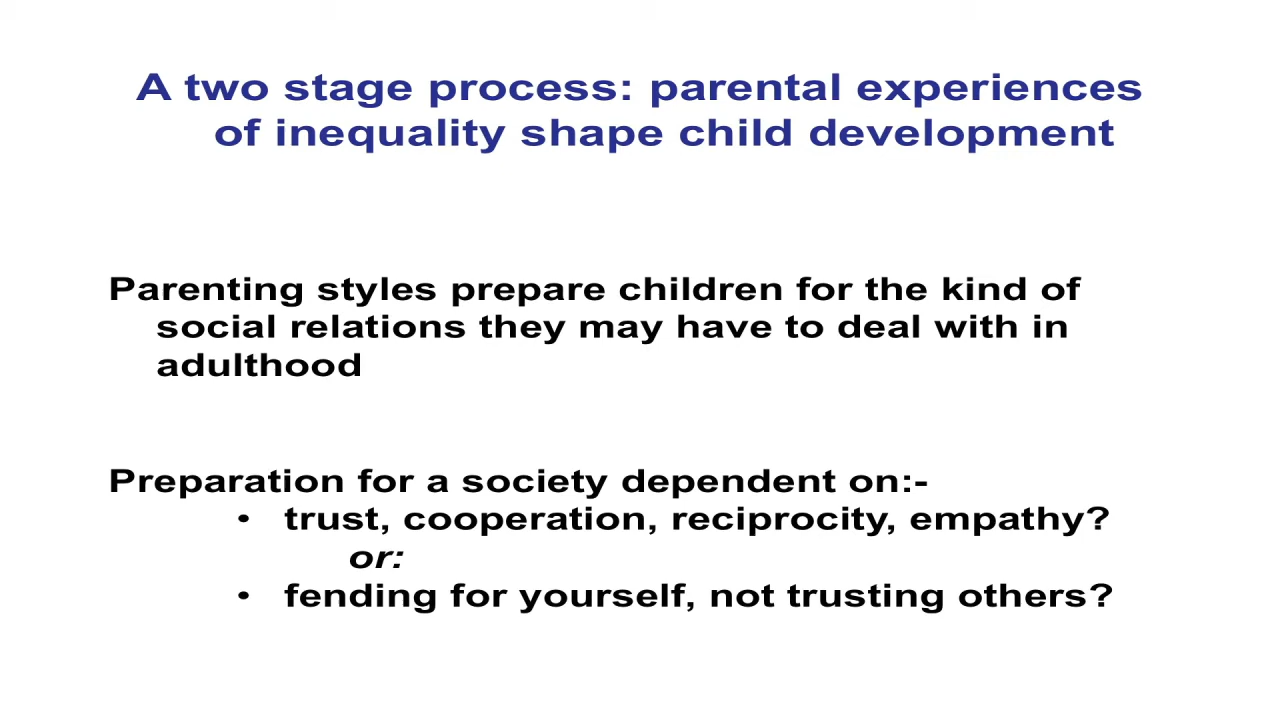 A two stage process: parental experiences
of inequality shape child development
Parenting styles prepare children for the kind of
social relations they may have to deal with in
adulthood
Preparation for a society dependent on:-
• trust, cooperation, reciprocity, empathy?
or:
• fending for yourself, not trusting others?